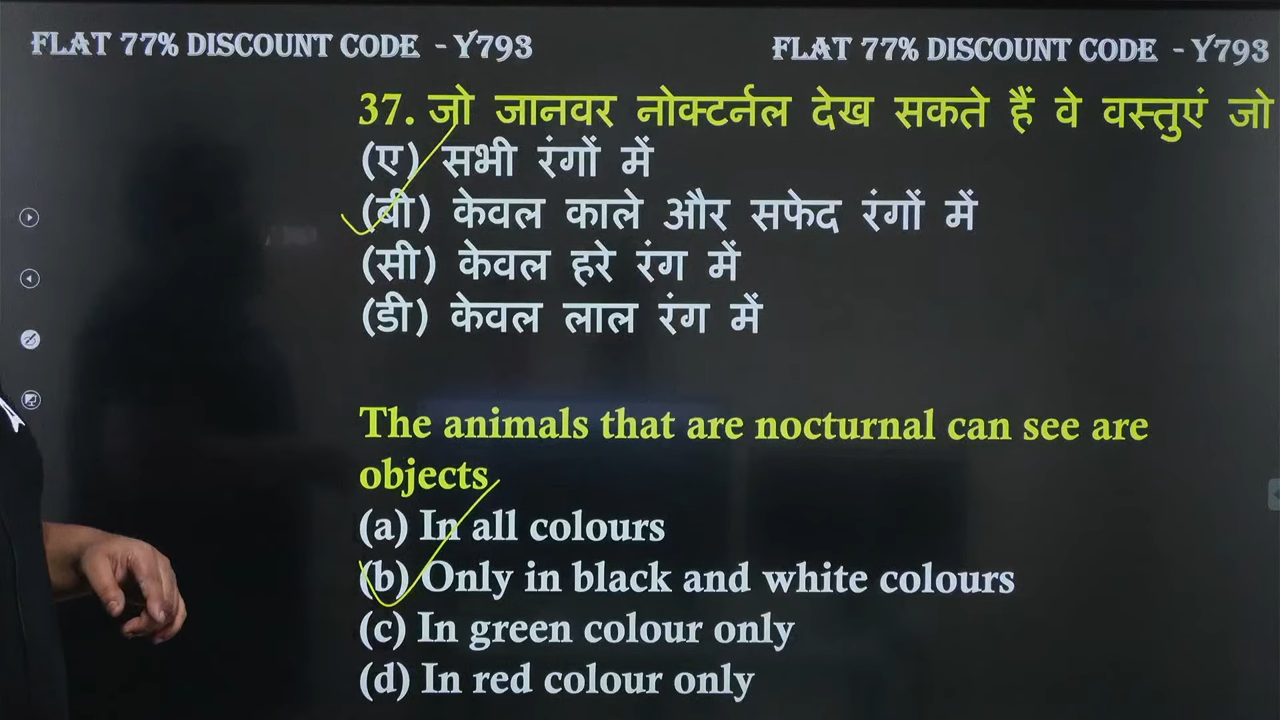 FLAT 77% DISCOUNT CODE - Y793
FLAT 77% DISCOUNT CODE - Y793
37. जो जानवर नोक्टर्नल देख सकते हैं वे वस्तुएं जो
(ए) सभी रंगों में
(बी) केवल काले और सफेद रंगों में
(सी) केवल हरे रंग में
(डी) केवल लाल रंग में
The animals that are nocturnal can see are
objects
(a) In all colours
(b) Only in black and white colours
(c) In green colour only
(d) In red colour only